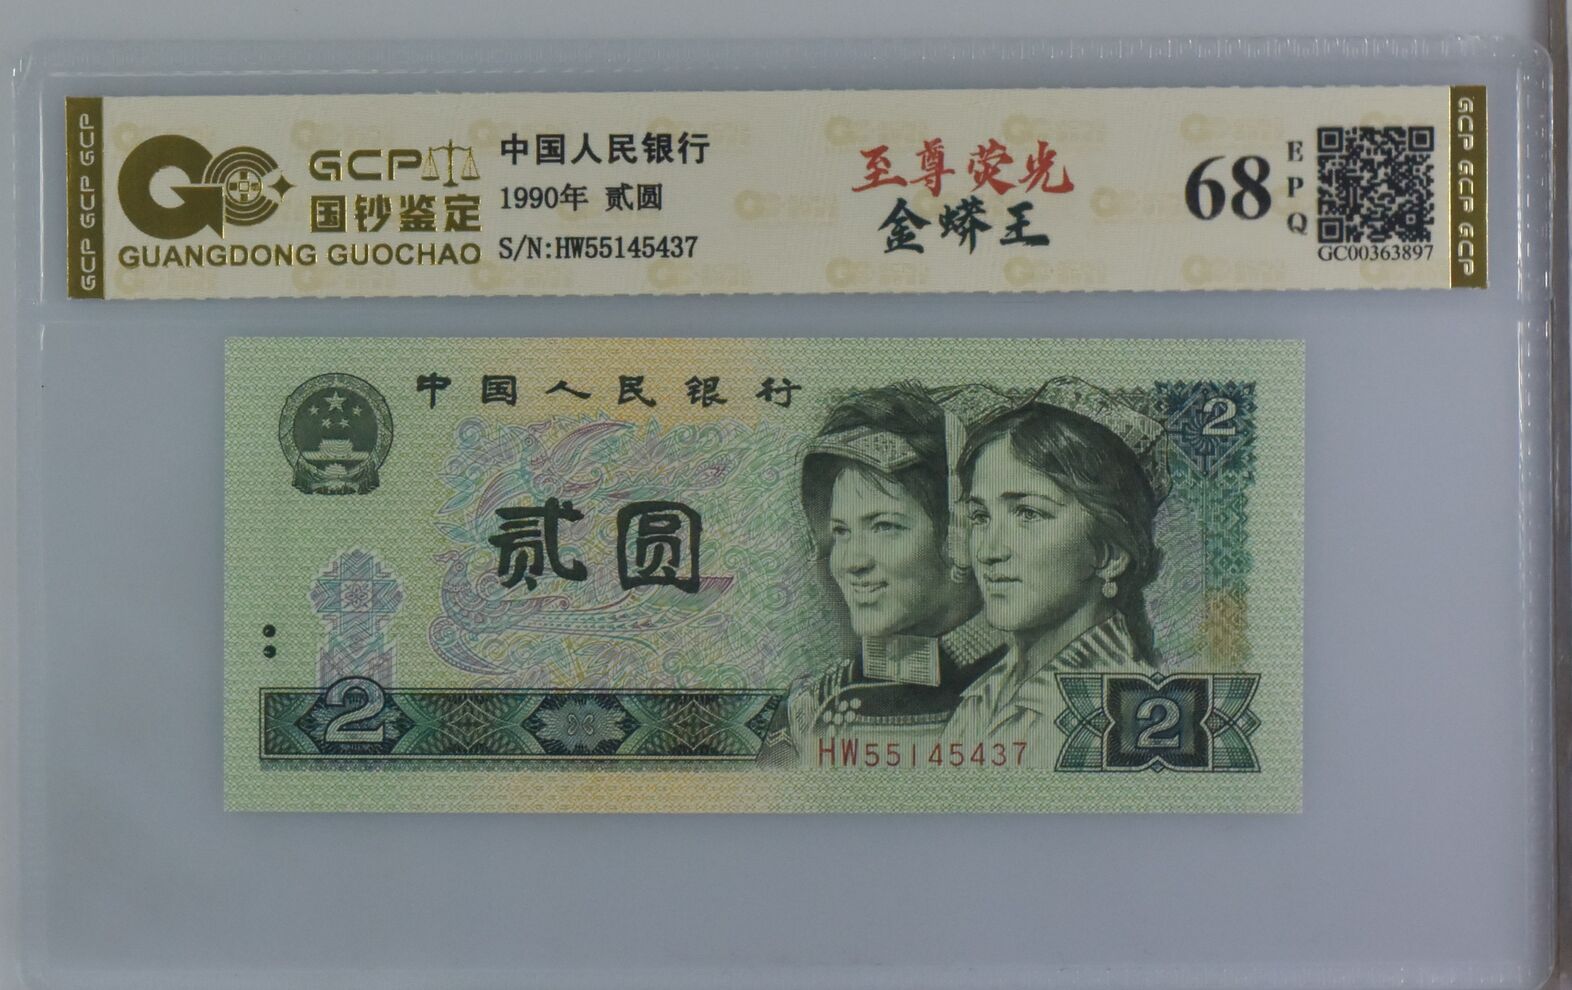 GCP GCP GCP
GCP
国钞鉴定
GUANGDONG GUOCHAO
中国人民银行
1990年 贰圆
S/N:HW55145437
至尊荧光
金蟒王
68
EPQ
GC00363897
GCP GCP GCP GCP
中国人民银行
2
贰圆
2
HW55145437
2